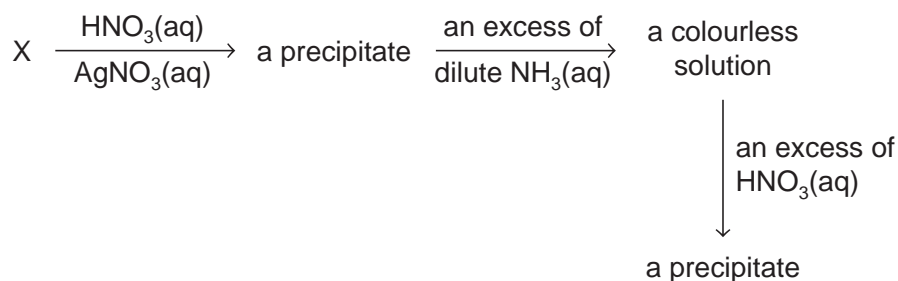 X
HNO₃(aq)
AgNO₃(aq)
a precipitate
an excess of
dilute NH₃(aq)
a colourless
solution
an excess of
HNO₃(aq)
a precipitate